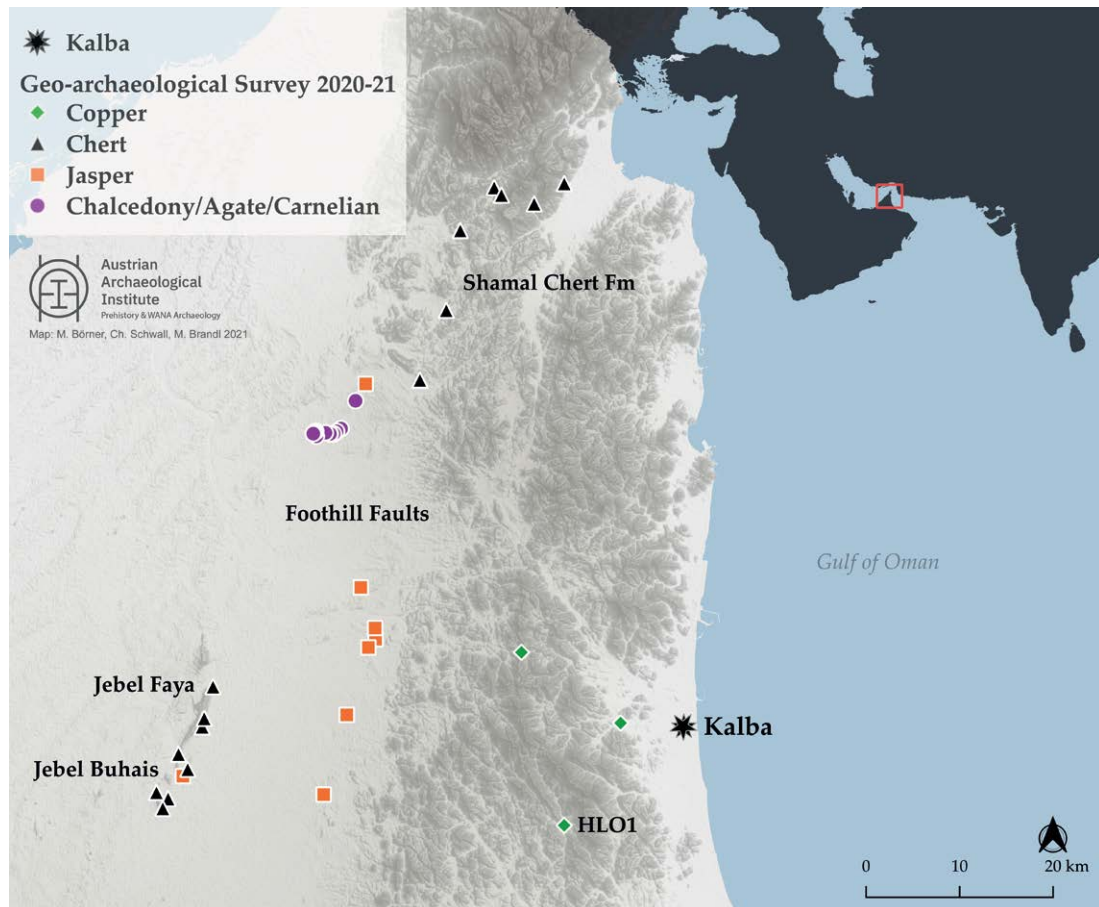 Kalba
Geo-archaeological Survey 2020-21
Copper
Chert
Jasper
Chalcedony/Agate/Carnelian
Austrian
Archaeological
Institute
Prehistory & WANA Archaeology
Map: M. Börner, Ch. Schwall, M. Brandl 2021
Shamal Chert Fm
Foothill Faults
Gulf of Oman
Jebel Faya
Kalba
Jebel Buhais
HLO1
0 10 20 km